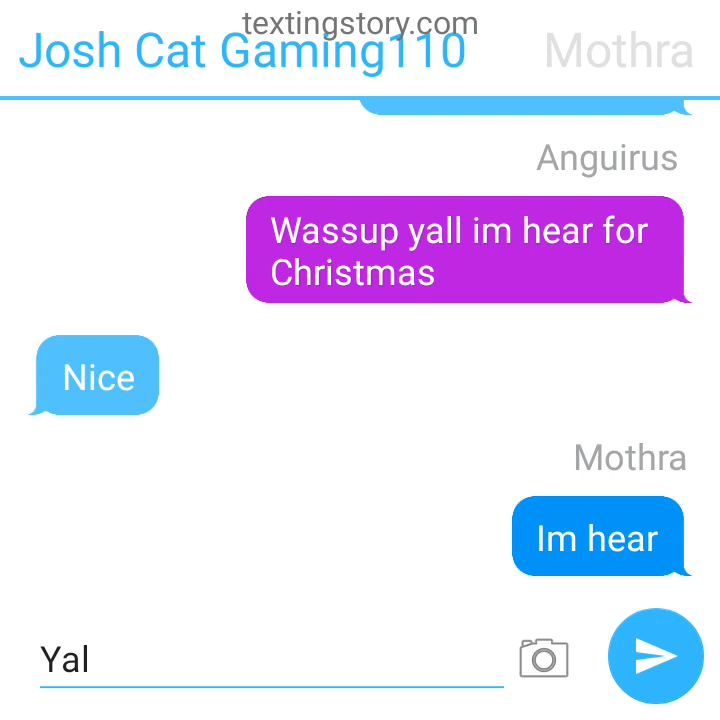 textingstory.com
Josh Cat Gaming110 Mothra
Anguirus
Wassup yall im hear for
Christmas
Nice
Mothra
Im hear
Yal